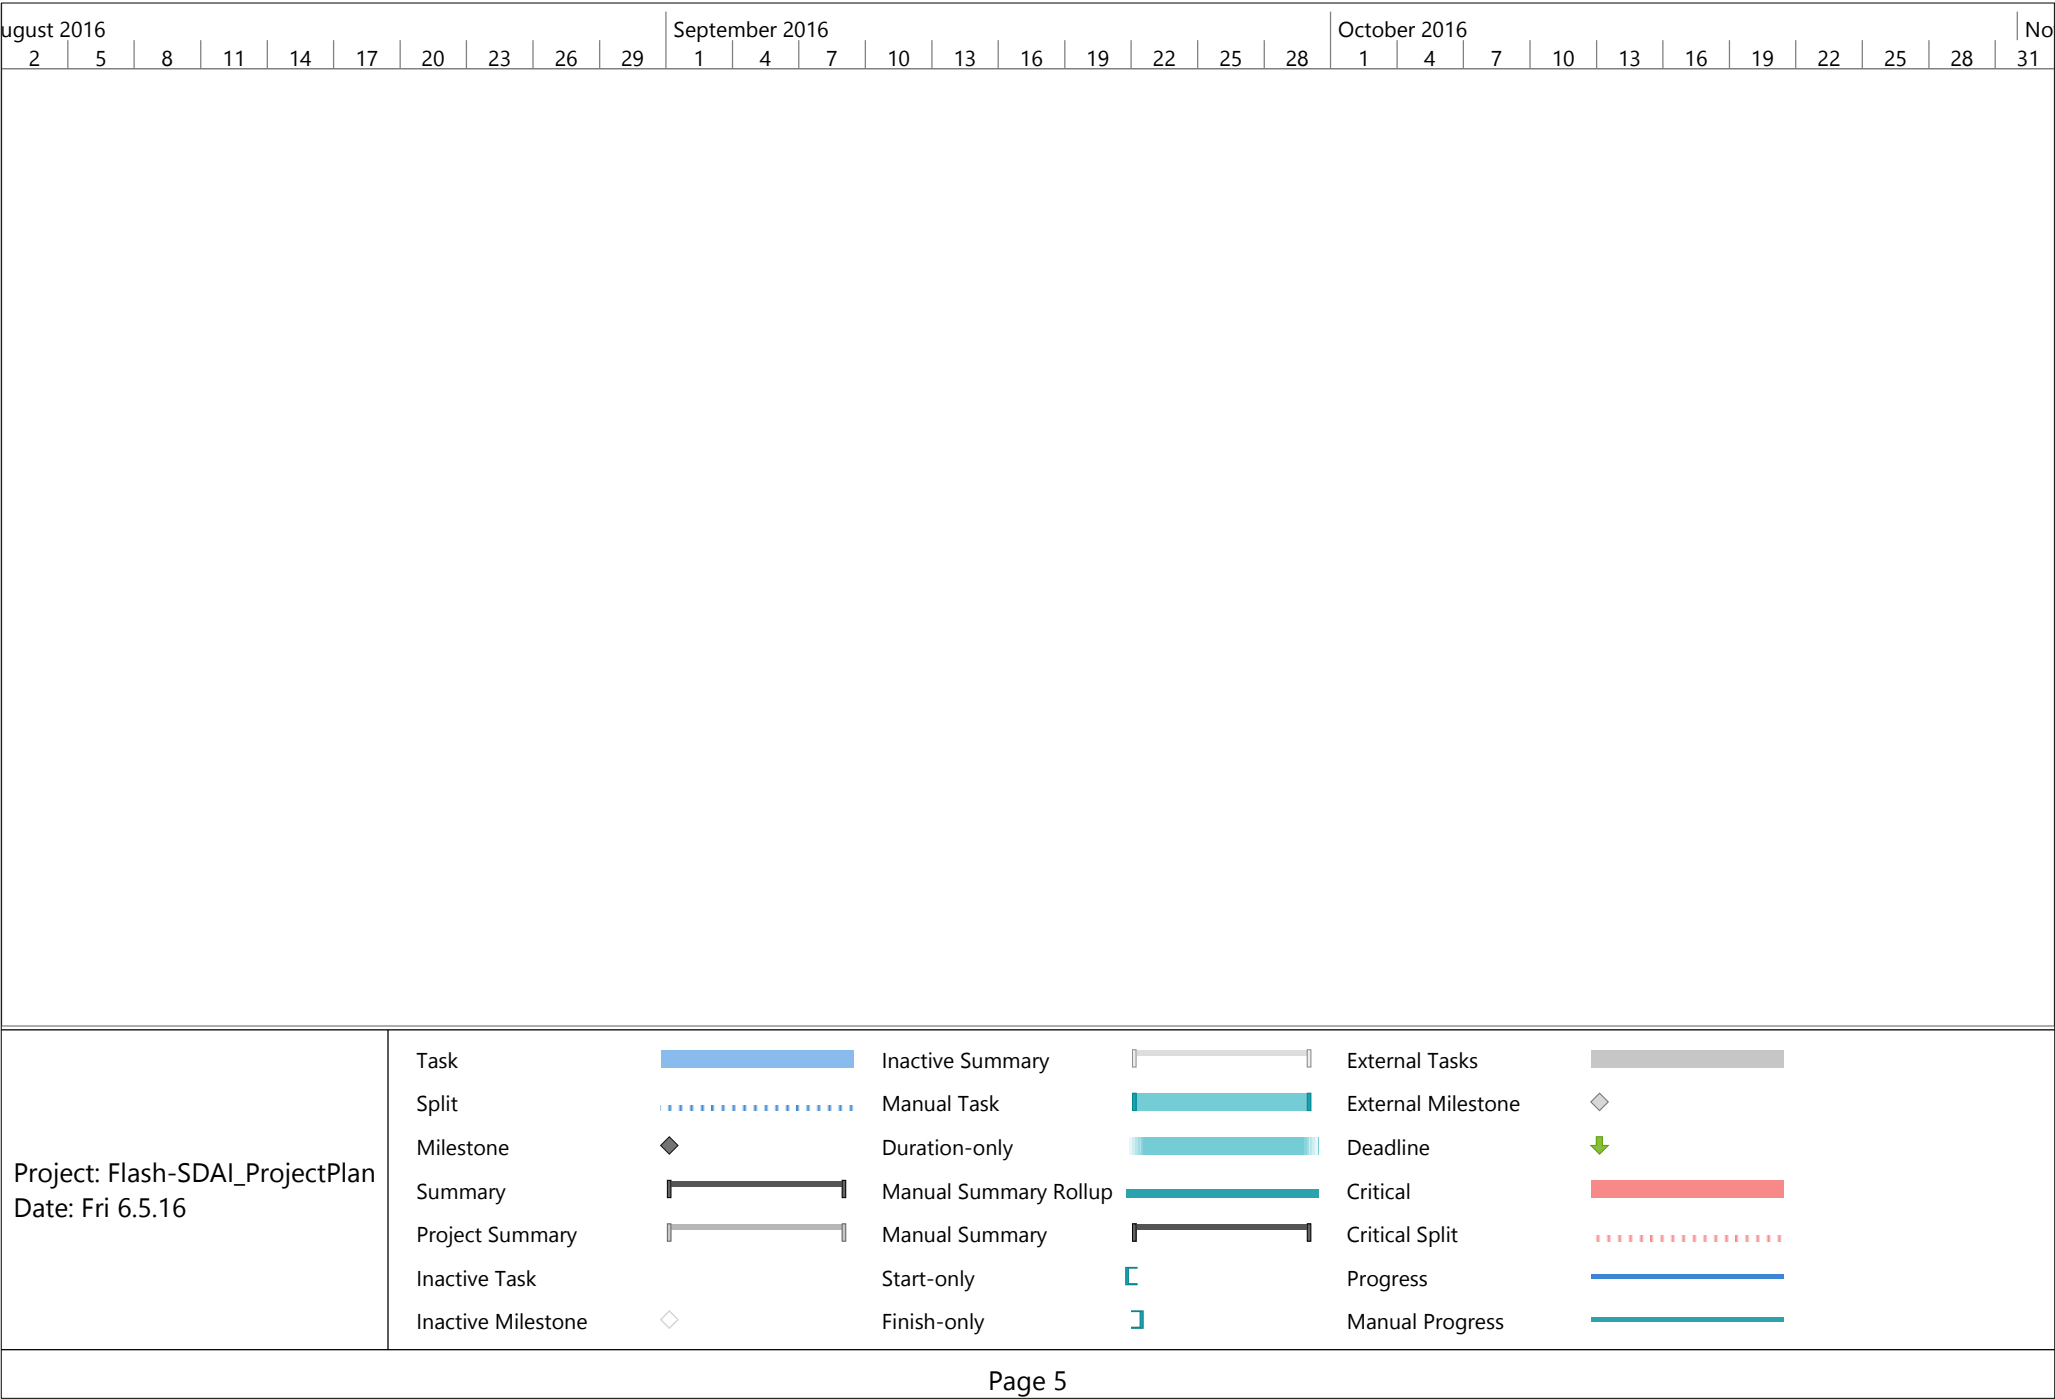 ugust 2016 September 2016 October 2016 No
2 5 8 11 14 17 20 23 26 29 1 4 7 10 13 16 19 22 25 28 1 4 7 10 13 16 19 22 25 28 31
Project: Flash-SDAI_ProjectPlan
Date: Fri 6.5.16
Task
Split
Milestone
Summary
Project Summary
Inactive Task
Inactive Milestone
Inactive Summary
Manual Task
Duration-only
Manual Summary Rollup
Manual Summary
Start-only
Finish-only
External Tasks
External Milestone
Deadline
Critical
Critical Split
Progress
Manual Progress
Page 5